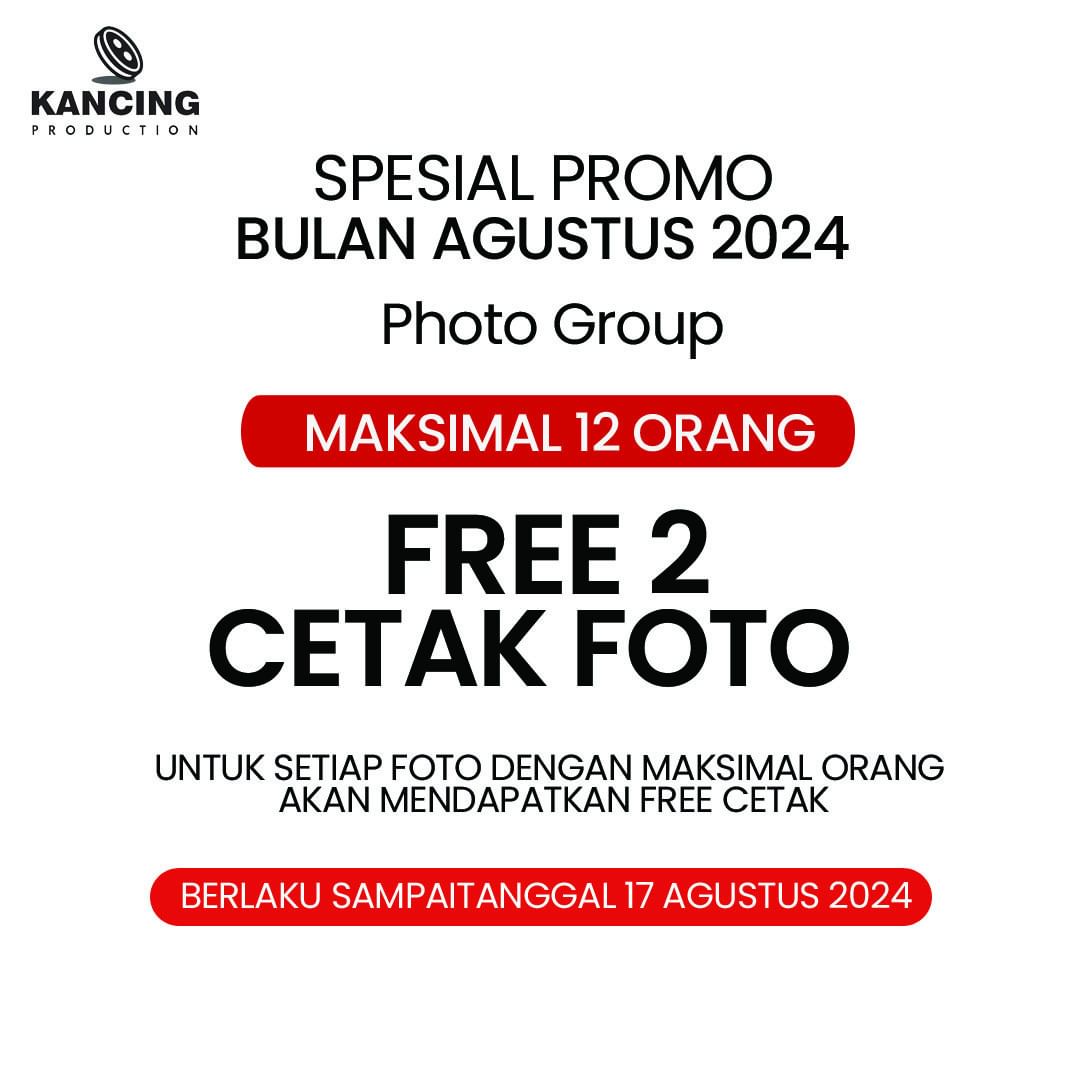 KANCING
PRODUCTION
SPESIAL PROMO
BULAN AGUSTUS 2024
Photo Group
MAKSIMAL 12 ORANG
FREE 2
CETAK FOTO
UNTUK SETIAP FOTO DENGAN MAKSIMAL ORANG
AKAN MENDAPATKAN FREE CETAK
BERLAKU SAMPAITANGGAL 17 AGUSTUS 2024